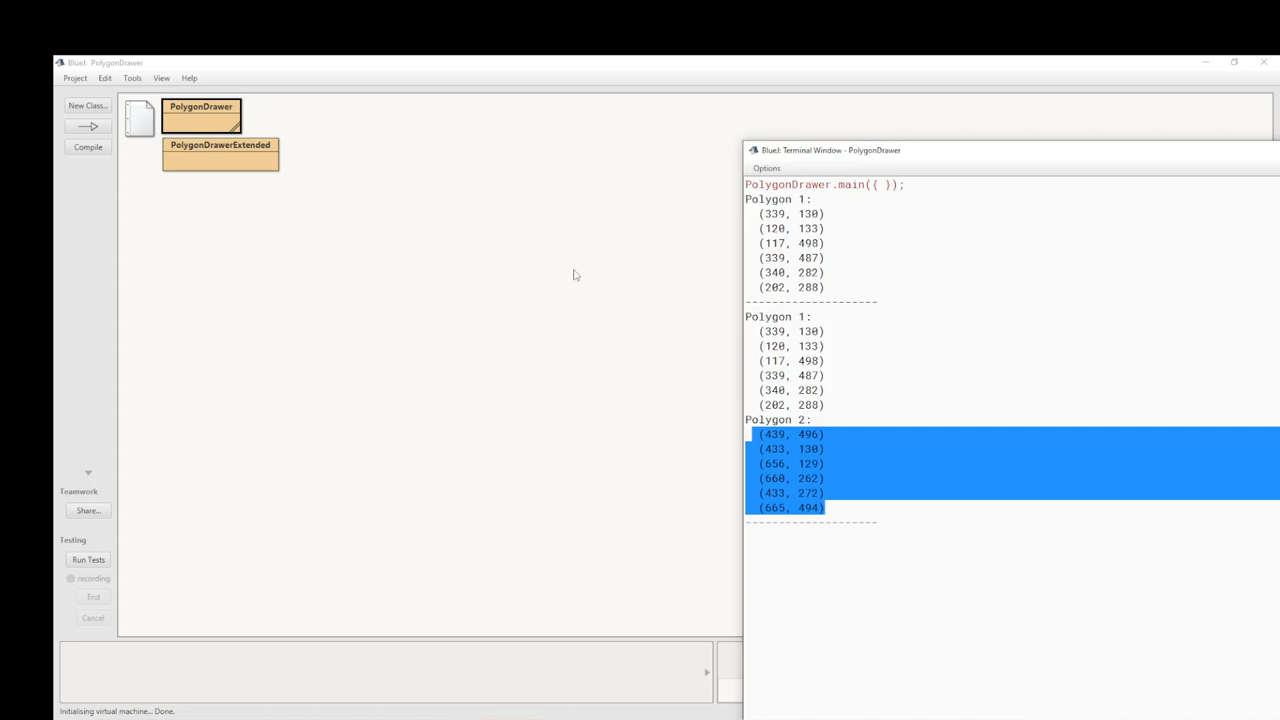 BlueJ: PolygonDrawer
Project Edit Tools View Help
New Class...
Compile
PolygonDrawer
PolygonDrawerExtended
Teamwork
Share...
Testing
Run Tests
recording
End
Cancel
Initialising virtual machine... Done.
BlueJ: Terminal Window - PolygonDrawer
Options
PolygonDrawer.main({ });
Polygon 1:
(339, 130)
(120, 133)
(117, 498)
(339, 487)
(340, 282)
(202, 288)
--------------------
Polygon 1:
(339, 130)
(120, 133)
(117, 498)
(339, 487)
(340, 282)
(202, 288)
Polygon 2:
(439, 496)
(433, 130)
(656, 129)
(660, 262)
(433, 272)
(665, 494)
--------------------